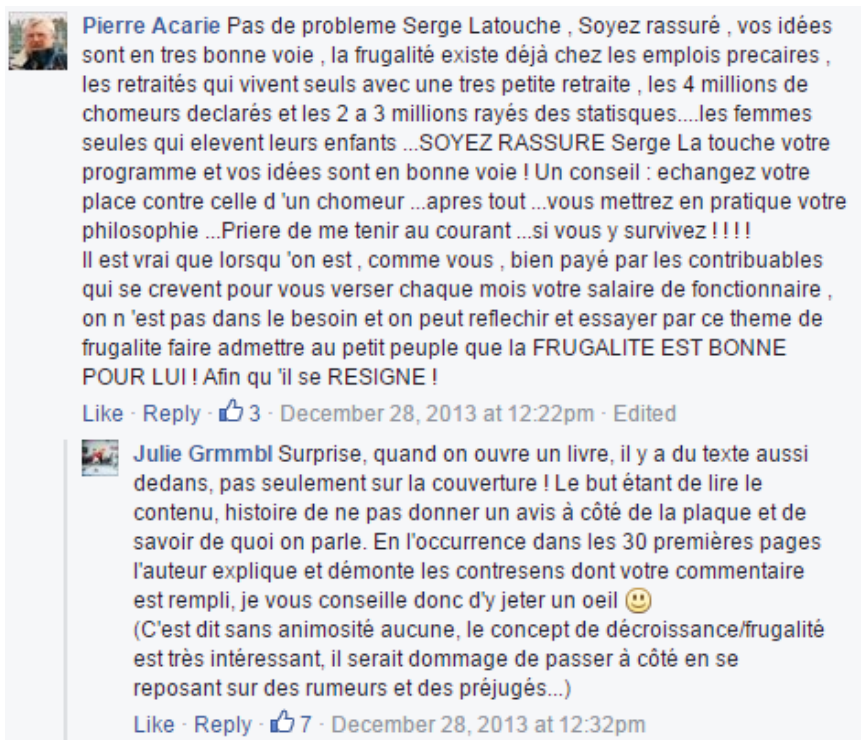 Pierre Acarie Pas de probleme Serge Latouche , Soyez rassuré , vos idées
sont en tres bonne voie , la frugalité existe déjà chez les emplois precaires ,
les retraités qui vivent seuls avec une tres petite retraite , les 4 millions de
chomeurs declarés et les 2 a 3 millions rayés des statisques....les femmes
seules qui elevent leurs enfants ...SOYEZ RASSURE Serge La touche votre
programme et vos idées sont en bonne voie ! Un conseil : echangez votre
place contre celle d 'un chomeur ...apres tout ...vous mettrez en pratique votre
philosophie ...Priere de me tenir au courant ...si vous y survivez ! ! ! !
Il est vrai que lorsqu 'on est , comme vous , bien payé par les contribuables
qui se crevent pour vous verser chaque mois votre salaire de fonctionnaire ,
on n 'est pas dans le besoin et on peut reflechir et essayer par ce theme de
frugalite faire admettre au petit peuple que la FRUGALITE EST BONNE
POUR LUI ! Afin qu 'il se RESIGNE !
Like · Reply · 3 · December 28, 2013 at 12:22pm · Edited
Julie Grmmbl Surprise, quand on ouvre un livre, il y a du texte aussi
dedans, pas seulement sur la couverture ! Le but étant de lire le
contenu, histoire de ne pas donner un avis à côté de la plaque et de
savoir de quoi on parle. En l'occurrence dans les 30 premières pages
l'auteur explique et démonte les contresens dont votre commentaire
est rempli, je vous conseille donc d'y jeter un oeil 🙂
(C'est dit sans animosité aucune, le concept de décroissance/frugalité
est très intéressant, il serait dommage de passer à côté en se
reposant sur des rumeurs et des préjugés...)
Like · Reply · 7 · December 28, 2013 at 12:32pm